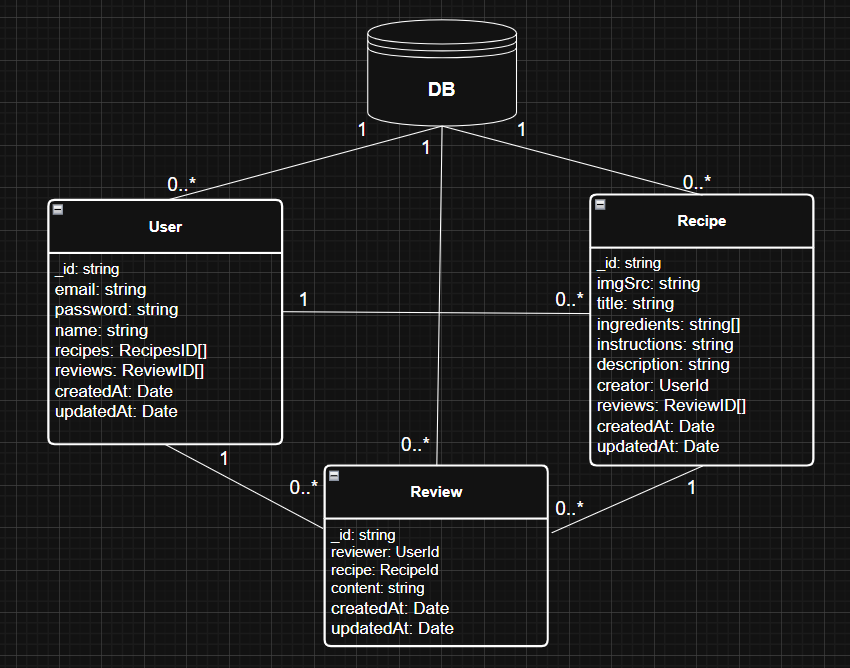 DB
1
1
1
0..*
0..*
User
_id: string
email: string
password: string
name: string
recipes: RecipesID[]
reviews: ReviewID[]
createdAt: Date
updatedAt: Date
Recipe
_id: string
imgSrc: string
title: string
ingredients: string[]
instructions: string
description: string
creator: UserId
reviews: ReviewID[]
createdAt: Date
updatedAt: Date
1
0..*
0..*
1
0..*
0..*
1
Review
_id: string
reviewer: UserId
recipe: RecipeId
content: string
createdAt: Date
updatedAt: Date